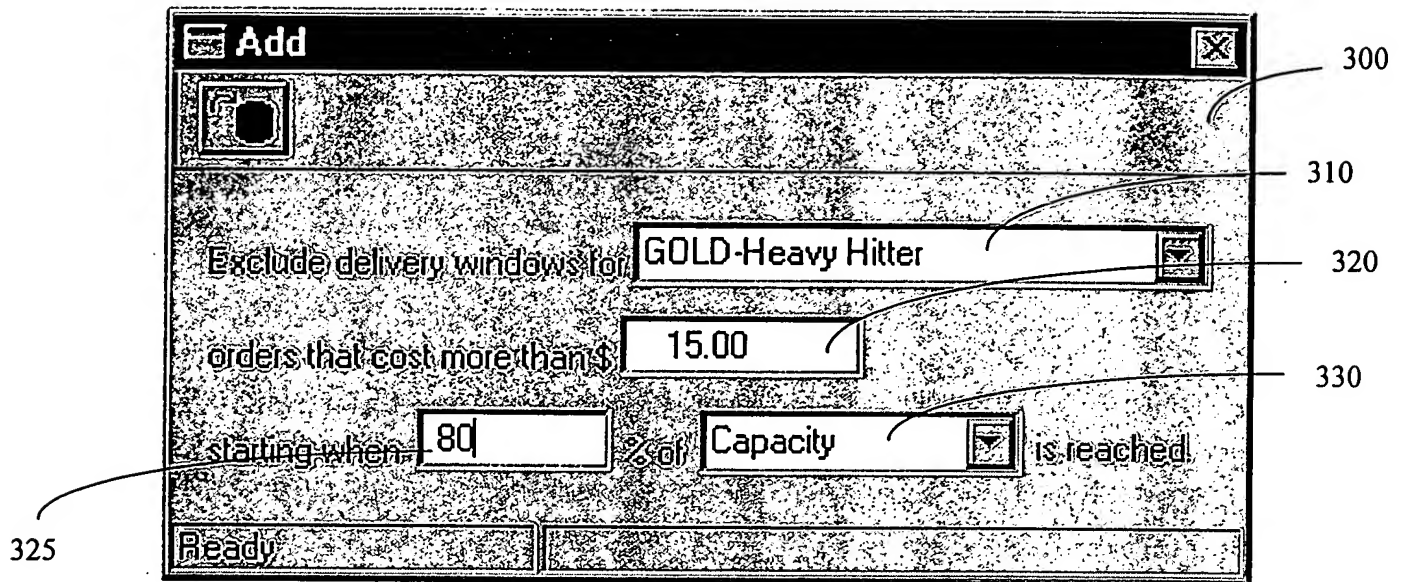 Add
300
310
Exclude delivery windows for GOLD-Heavy Hitter
320
orders that cost more than $ 15.00
330
starting when 80 % of Capacity is reached.
325
Ready